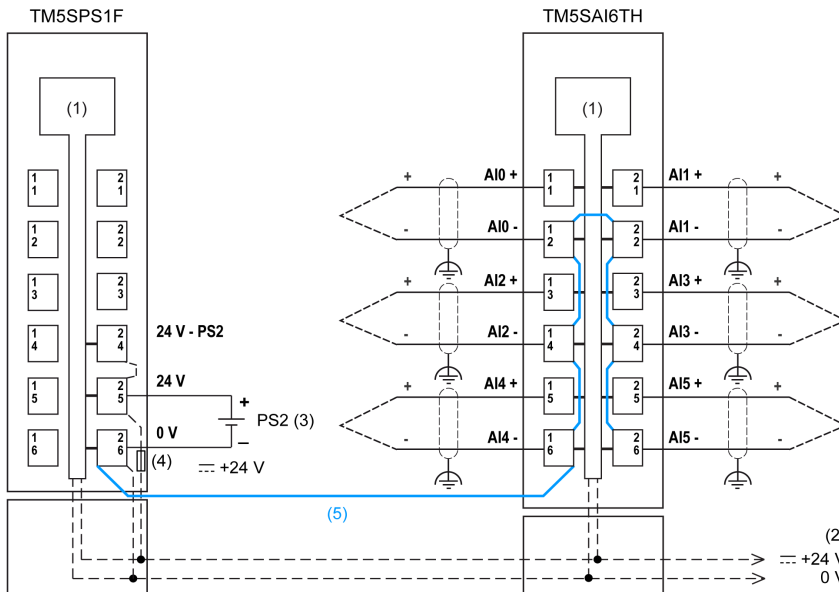 TM5SPS1F TM5SAI6TH
(1) (1)
1 1 2 1 AI0 + 1 1 2 1 AI1 +
+ +
1 2 2 2 AI0 - 1 2 2 2 AI1 -
- -
1 3 2 3 AI2 + 1 3 2 3 AI3 +
+ +
1 4 2 4 24 V - PS2 AI2 - 1 4 2 4 AI3 -
- -
1 5 2 5 24 V AI4 + 1 5 2 5 AI5 +
+ +
+
PS2 (3)
–
1 6 2 6 0 V AI4 - 1 6 2 6 AI5 -
- -
(4) +24 V
(5)
(2
+24 V
0 V